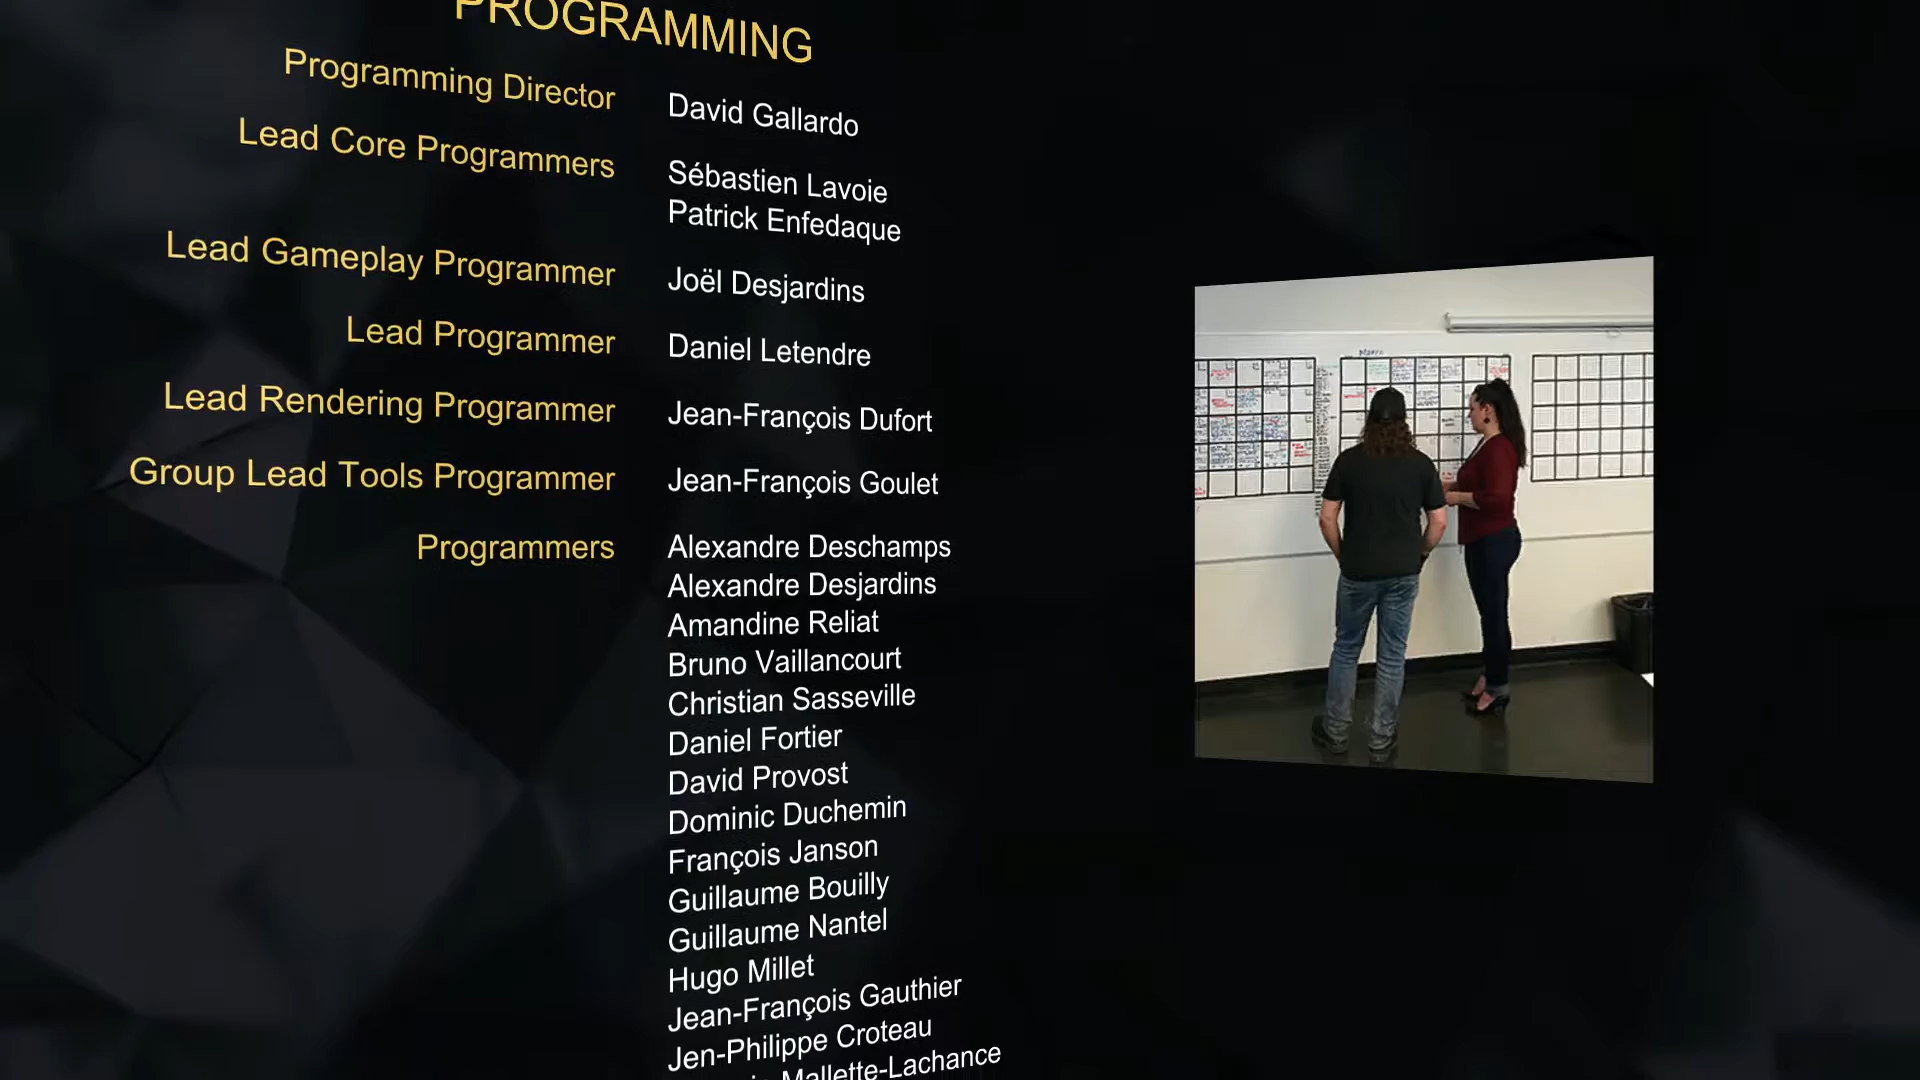 PROGRAMMING
Programming Director David Gallardo
Lead Core Programmers Sébastien Lavoie
Patrick Enfedaque
Lead Gameplay Programmer Joël Desjardins
Lead Programmer Daniel Letendre
Lead Rendering Programmer Jean-François Dufort
Group Lead Tools Programmer Jean-François Goulet
Programmers Alexandre Deschamps
Alexandre Desjardins
Amandine Reliat
Bruno Vaillancourt
Christian Sasseville
Daniel Fortier
David Provost
Dominic Duchemin
François Janson
Guillaume Bouilly
Guillaume Nantel
Hugo Millet
Jean-François Gauthier
Jen-Philippe Croteau
Mallette-Lachance